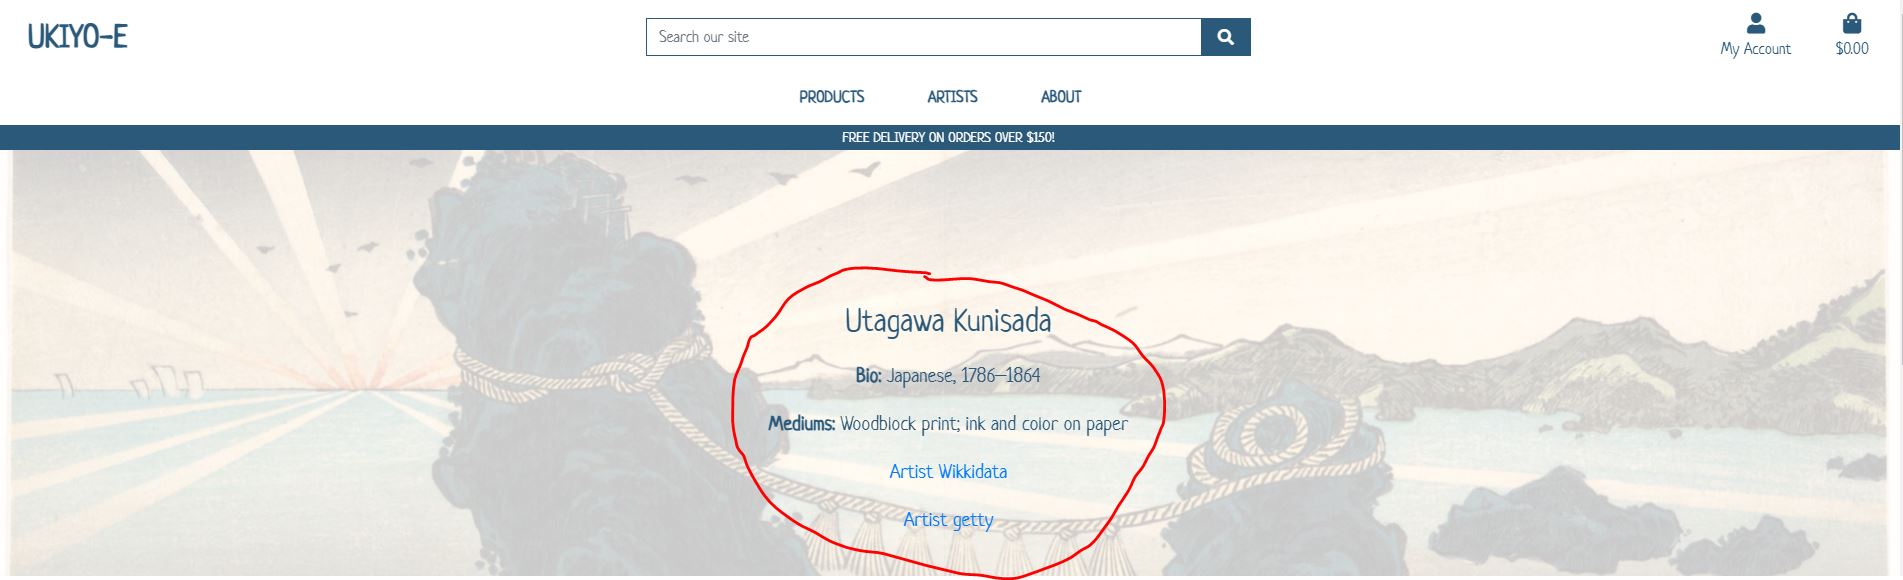 UKIYO-E
Search our site
My Account
$0.00
PRODUCTS
ARTISTS
ABOUT
FREE DELIVERY ON ORDERS OVER $150!
Utagawa Kunisada
Bio: Japanese, 1786–1864
Mediums: Woodblock print; ink and color on paper
Artist Wikkidata
Artist getty